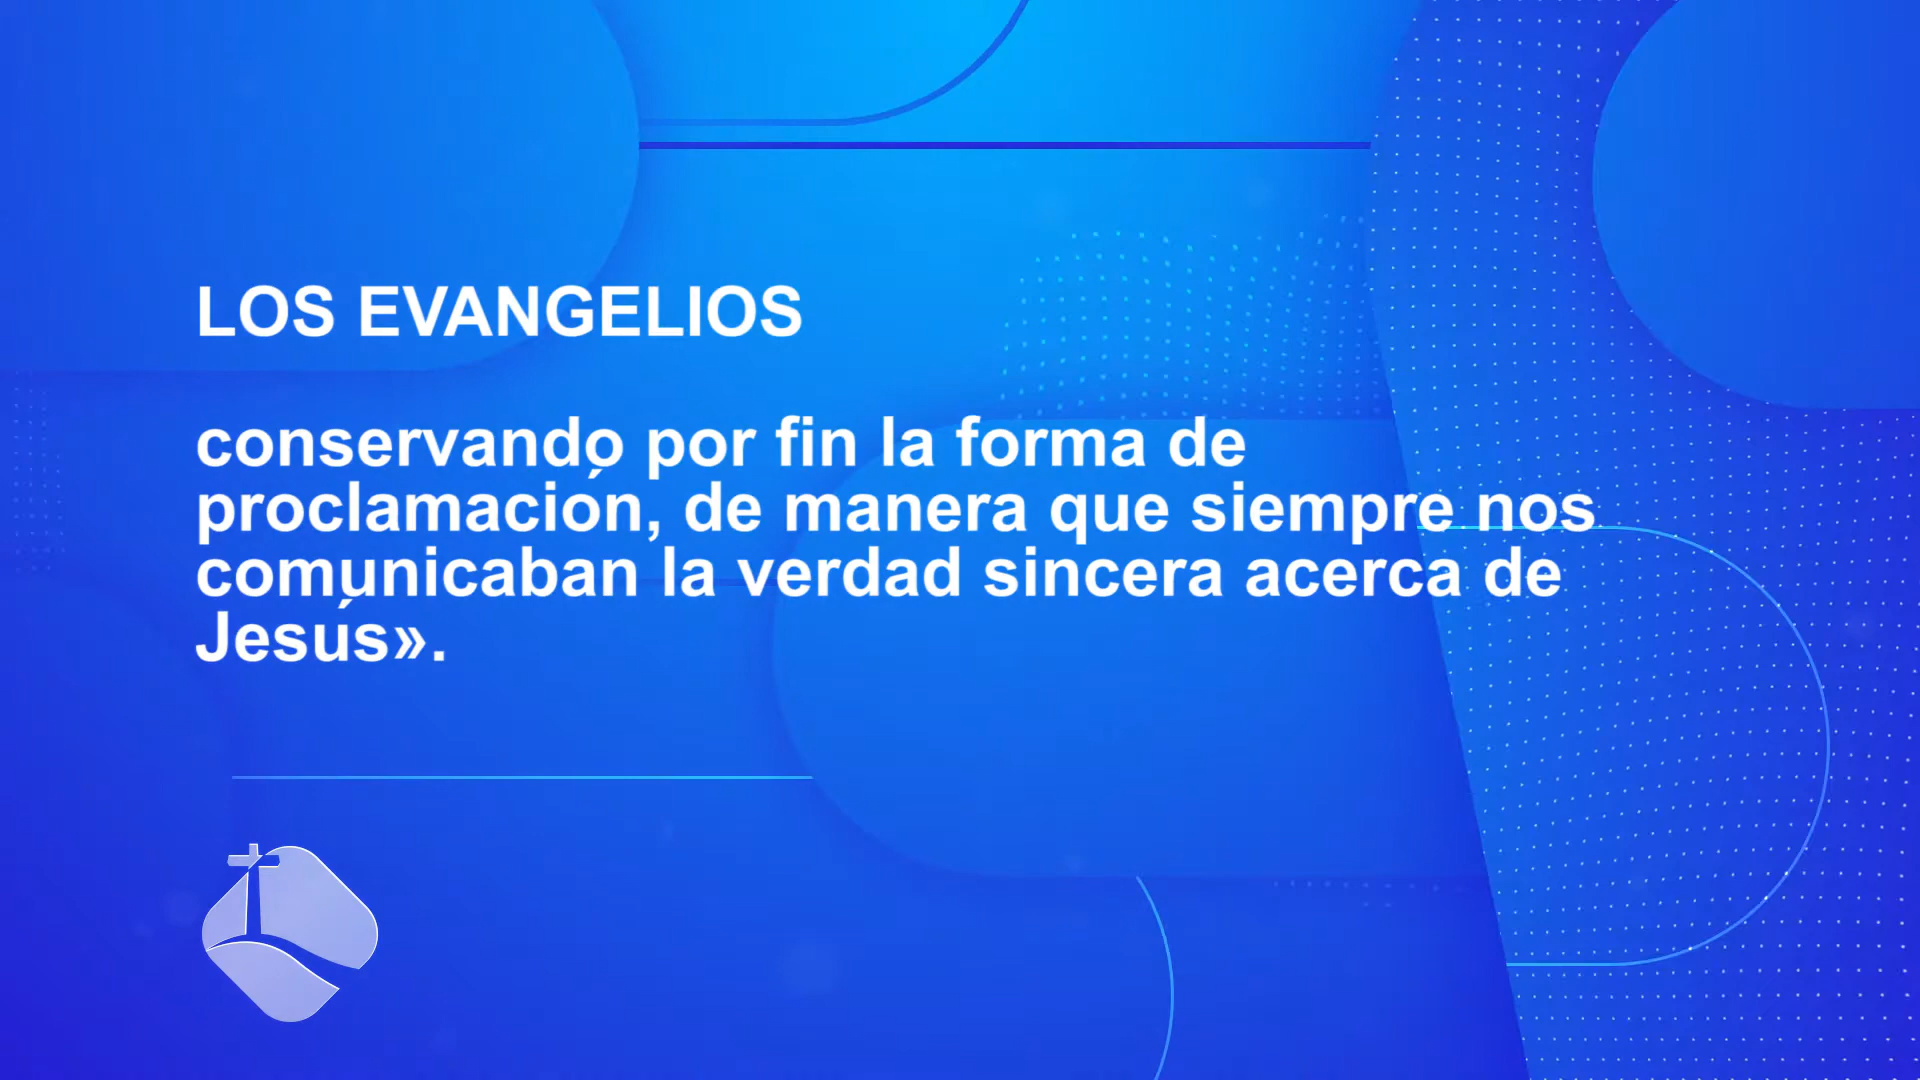 LOS EVANGELIOS
conservando por fin la forma de
proclamación, de manera que siempre nos
comunicaban la verdad sincera acerca de
Jesús».